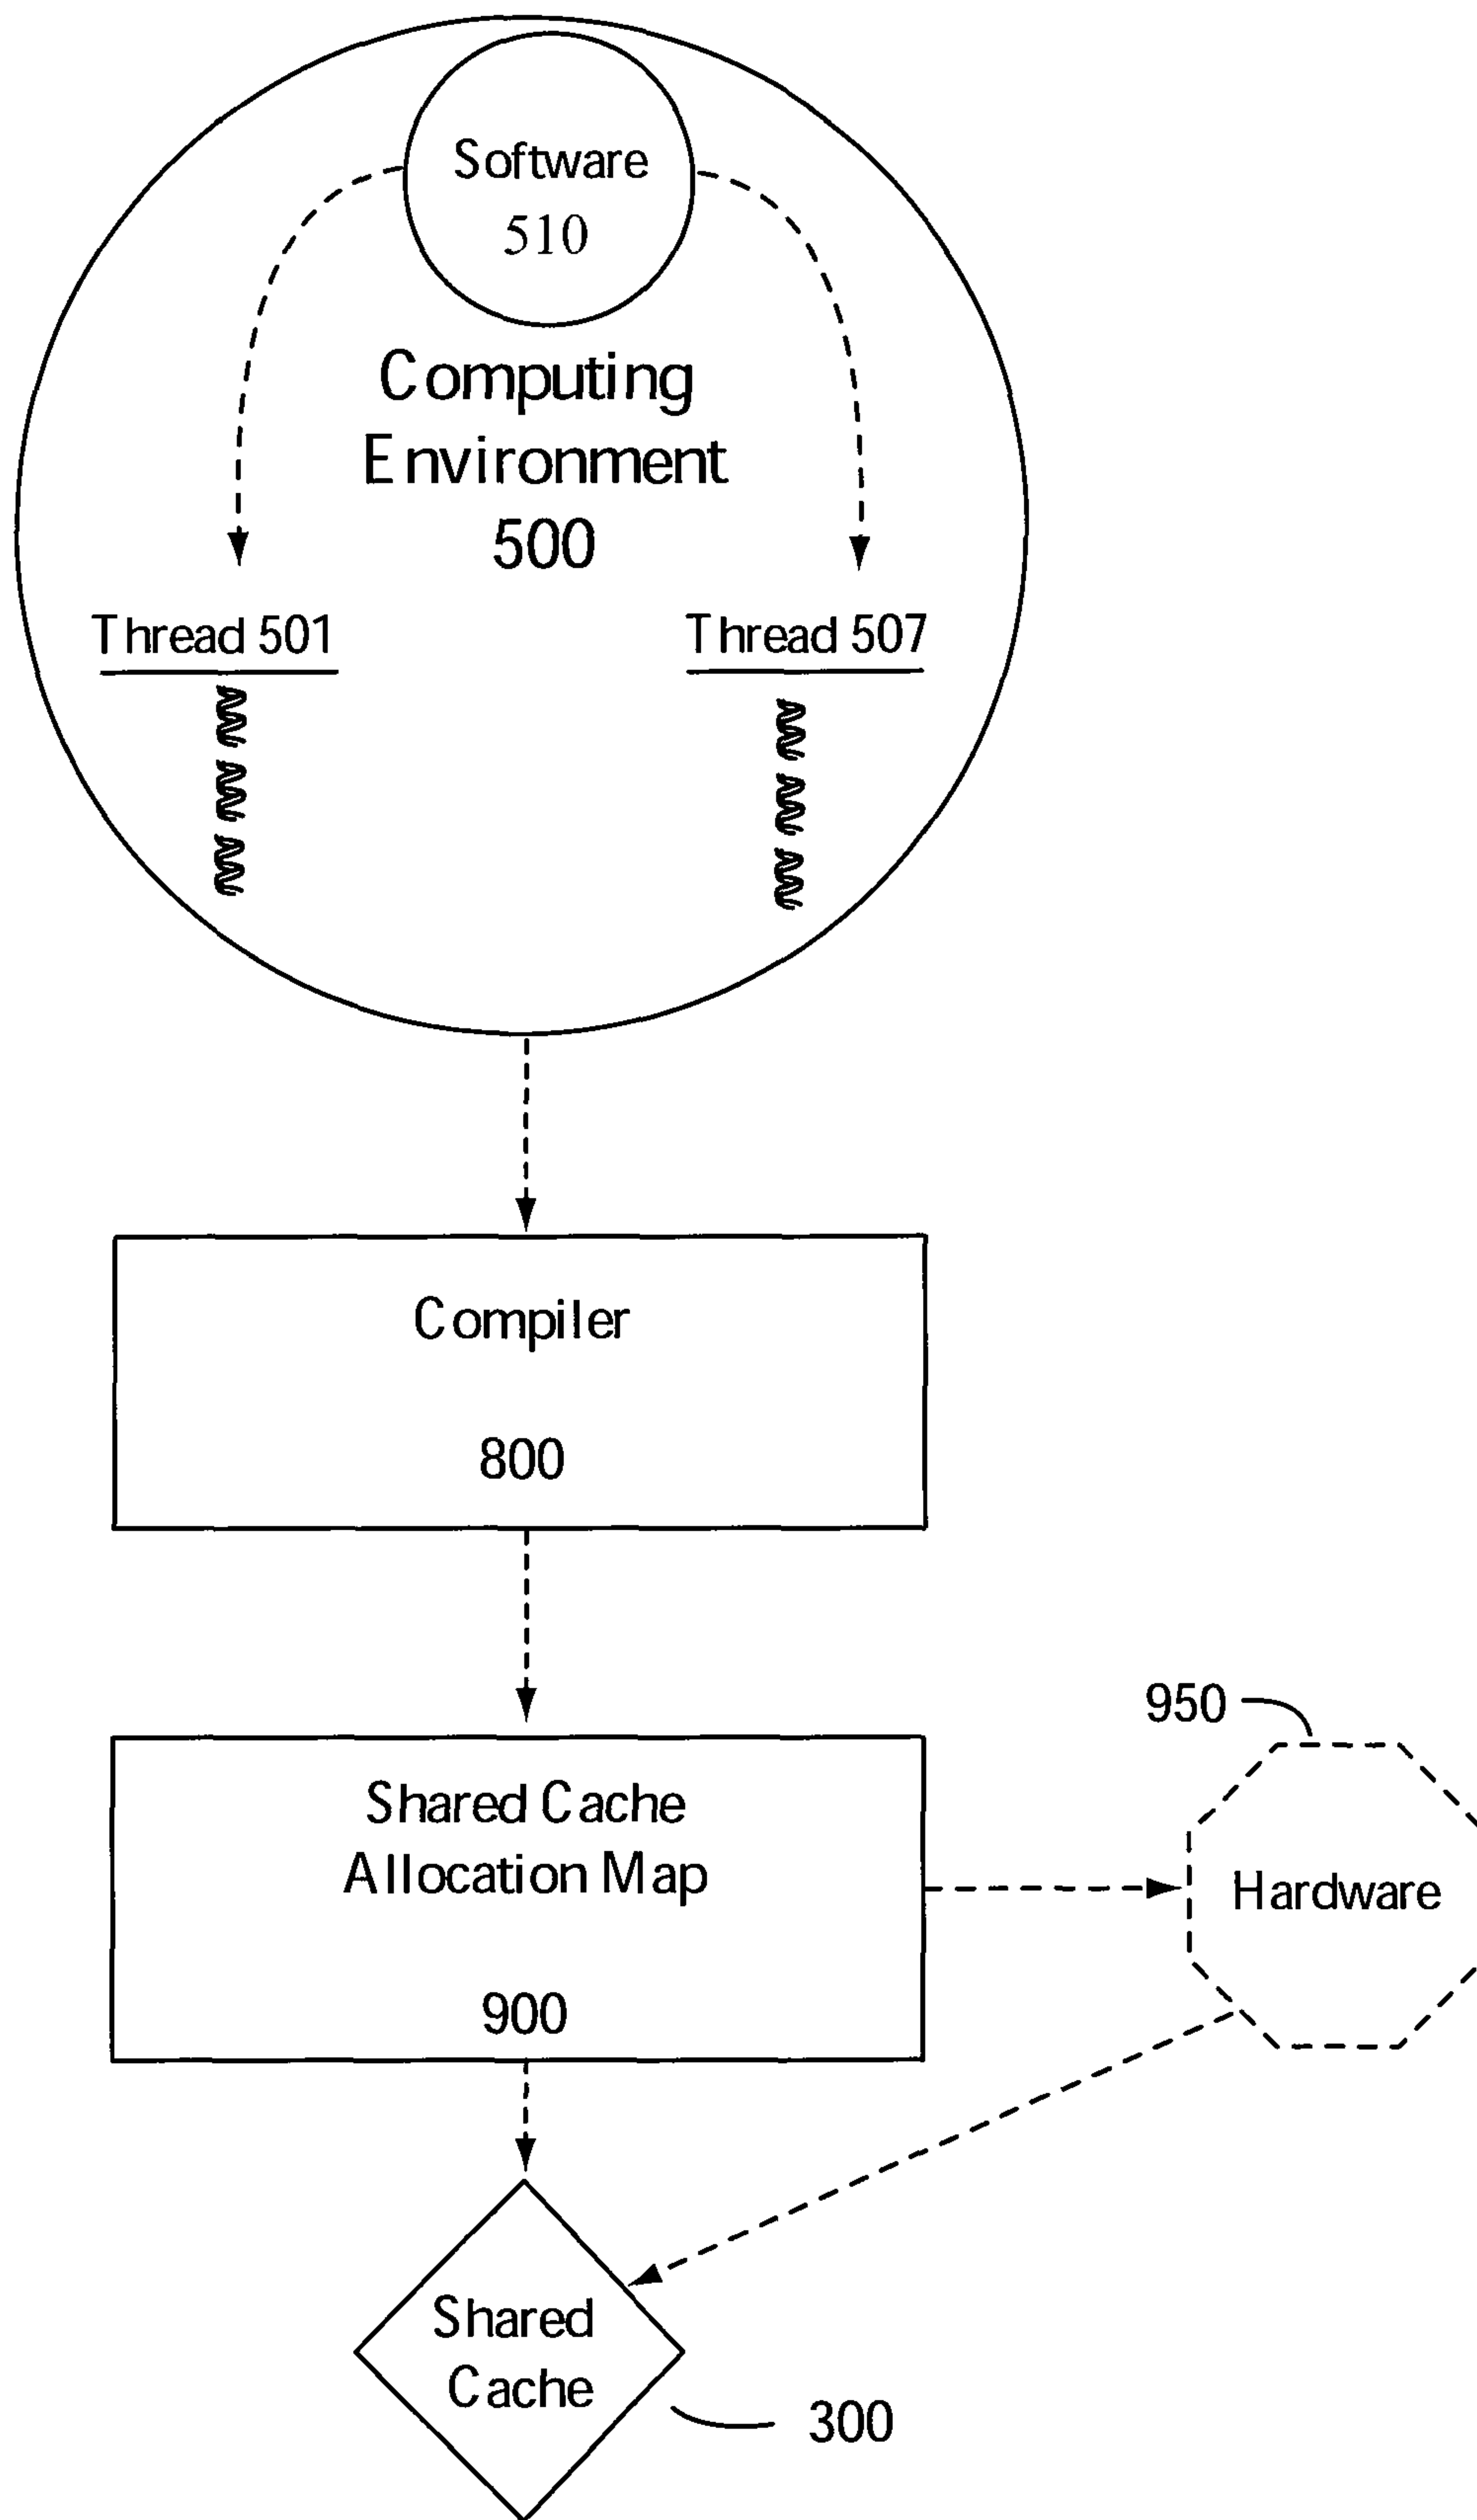 Software
510
Computing
Environment
500
Thread 501
Thread 507
Compiler
800
950
Shared Cache
Allocation Map
900
Hardware
Shared
Cache
300